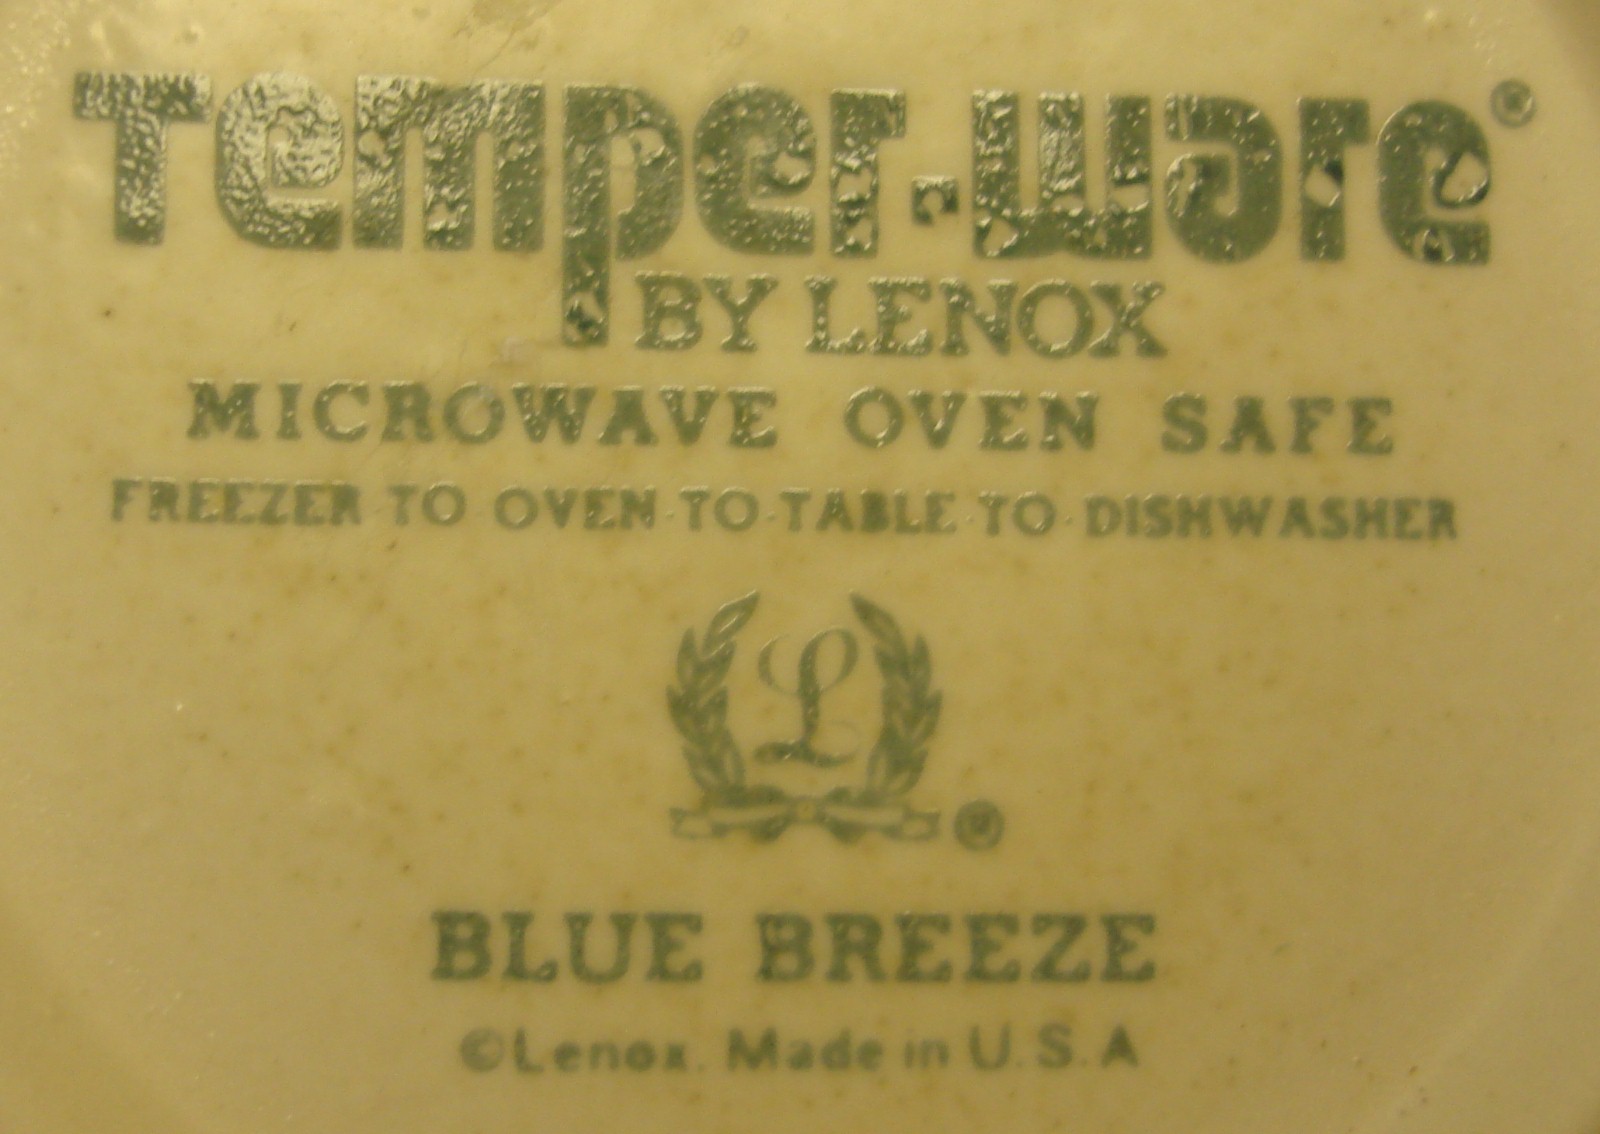 Temper-ware®
BY LENOX
MICROWAVE OVEN SAFE
FREEZER TO OVEN·TO·TABLE·TO·DISHWASHER
L
®
BLUE BREEZE
©Lenox. Made in U.S.A